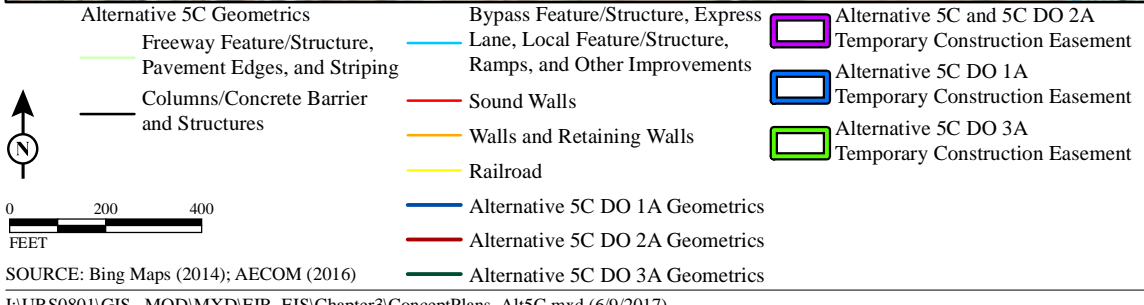 Alternative 5C Geometrics
Freeway Feature/Structure,
Pavement Edges, and Striping
Columns/Concrete Barrier
and Structures
N
0 200 400
FEET
SOURCE: Bing Maps (2014); AECOM (2016)
Bypass Feature/Structure, Express
Lane, Local Feature/Structure,
Ramps, and Other Improvements
Sound Walls
Walls and Retaining Walls
Railroad
Alternative 5C DO 1A Geometrics
Alternative 5C DO 2A Geometrics
Alternative 5C DO 3A Geometrics
Alternative 5C and 5C DO 2A
Temporary Construction Easement
Alternative 5C DO 1A
Temporary Construction Easement
Alternative 5C DO 3A
Temporary Construction Easement
I:\URS0801\GIS_MOD\MXD\EIR_EIS\Chapter3\ConceptPlans_Alt5C.mxd (6/9/2017)